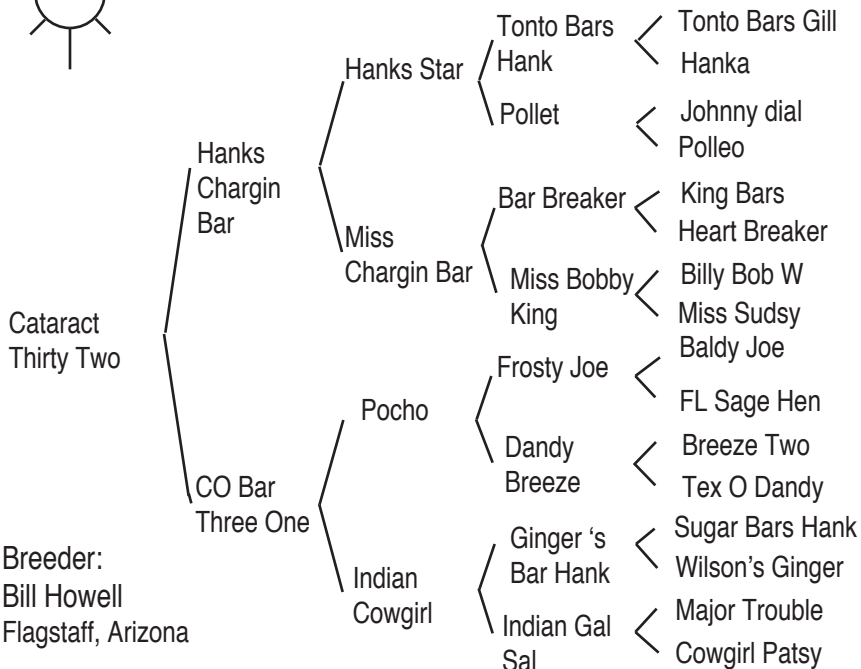 Cataract
Thirty Two
Hanks
Chargin
Bar
CO Bar
Three One
Hanks Star
Miss
Chargin Bar
Pocho
Indian
Cowgirl
Tonto Bars
Hank
Pollet
Bar Breaker
Miss Bobby
King
Frosty Joe
Dandy
Breeze
Ginger ‘s
Bar Hank
Indian Gal
Sal
Tonto Bars Gill
Hanka
Johnny dial
Polleo
King Bars
Heart Breaker
Billy Bob W
Miss Sudsy
Baldy Joe
FL Sage Hen
Breeze Two
Tex O Dandy
Sugar Bars Hank
Wilson’s Ginger
Major Trouble
Cowgirl Patsy
Breeder:
Bill Howell
Flagstaff, Arizona